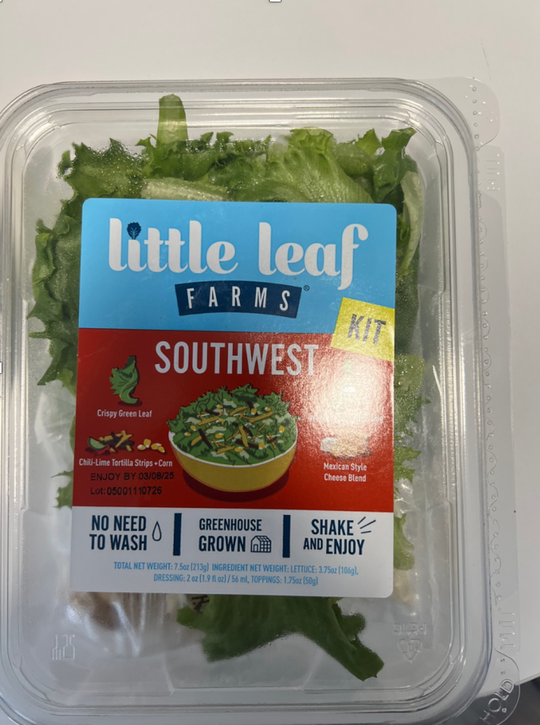 little leaf
FARMS®
KIT
SOUTHWEST
Crispy Green Leaf
Chili-Lime Tortilla Strips + Corn
Mexican Style
Cheese Blend
ENJOY BY 03/08/25
Lot:05001110726
NO NEED
TO WASH
GREENHOUSE
GROWN
SHAKE
AND ENJOY
TOTAL NET WEIGHT: 7.5oz (213g) INGREDIENT NET WEIGHT: LETTUCE: 3.75oz (106g),
DRESSING: 2 oz (1.9 fl oz) / 56 ml, TOPPINGS: 1.75oz (50g)